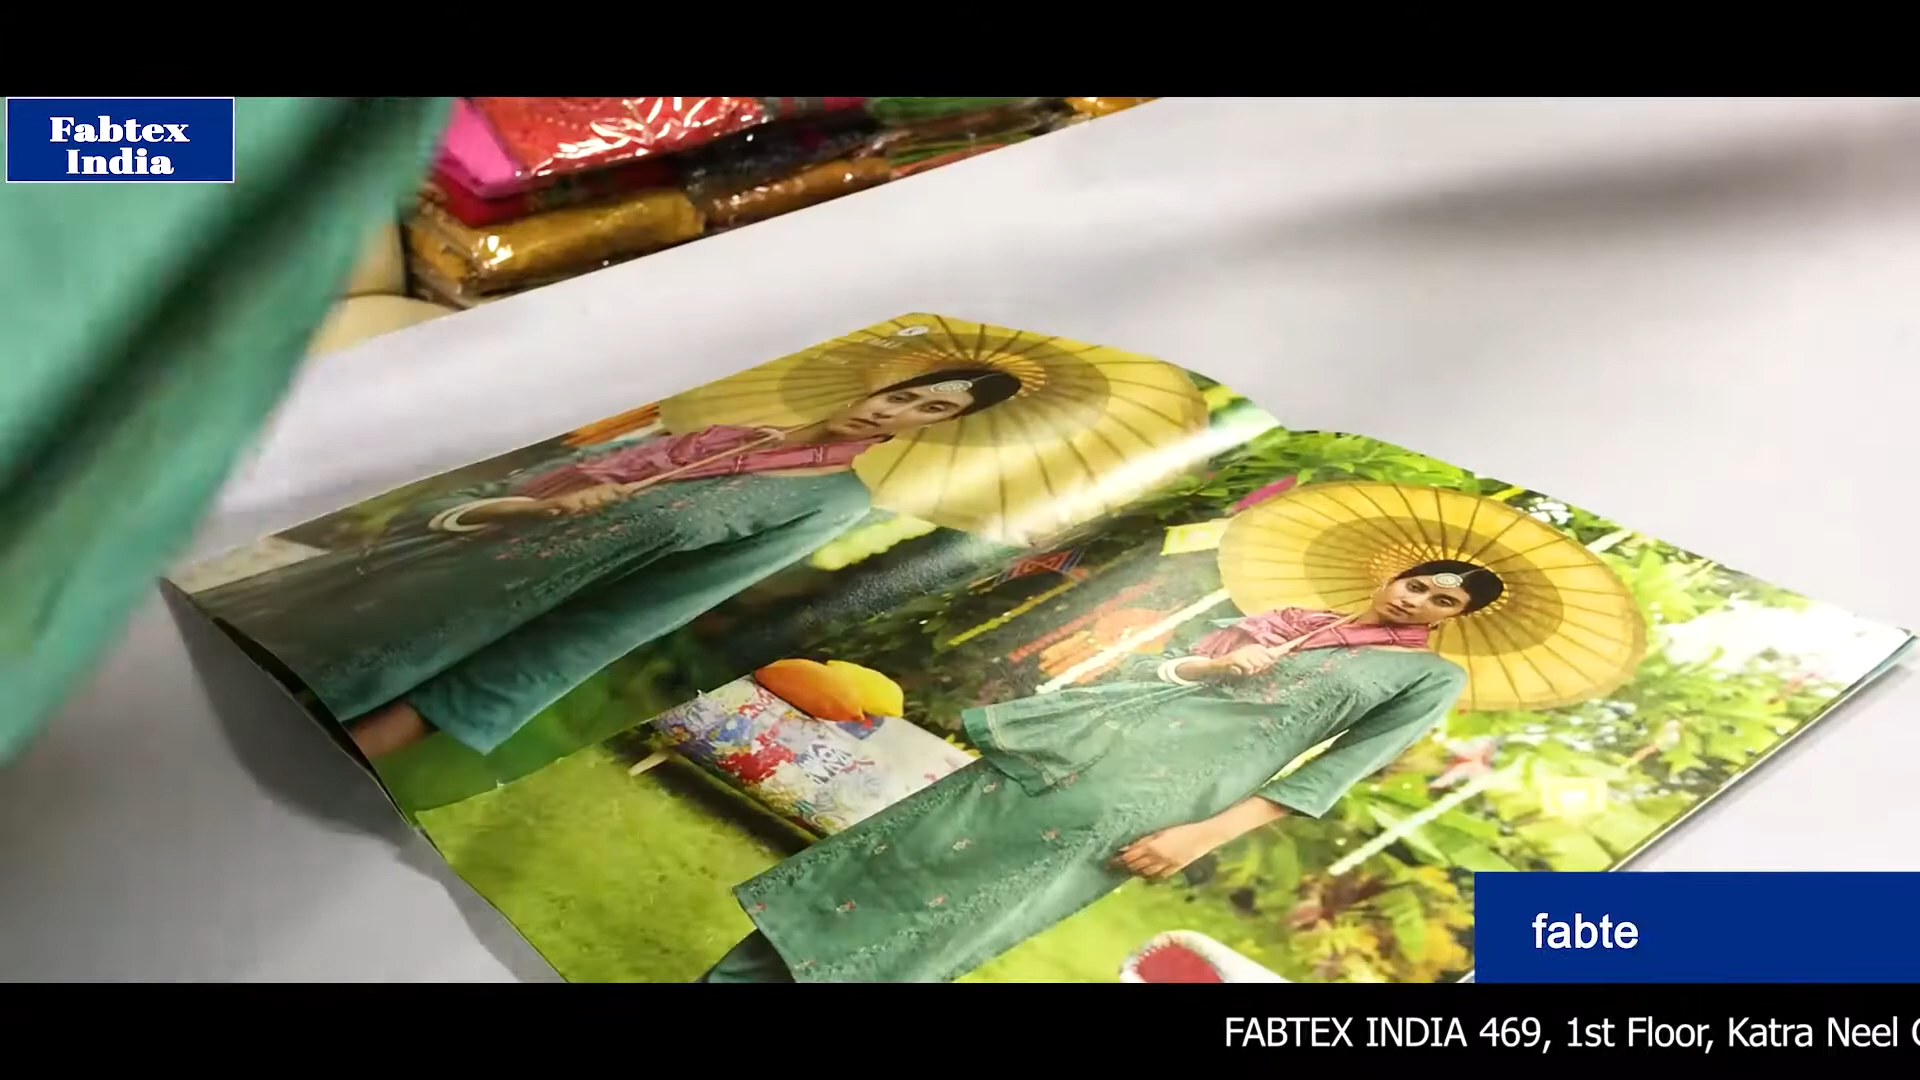 Fabtex
India
fabte
FABTEX INDIA 469, 1st Floor, Katra Neel